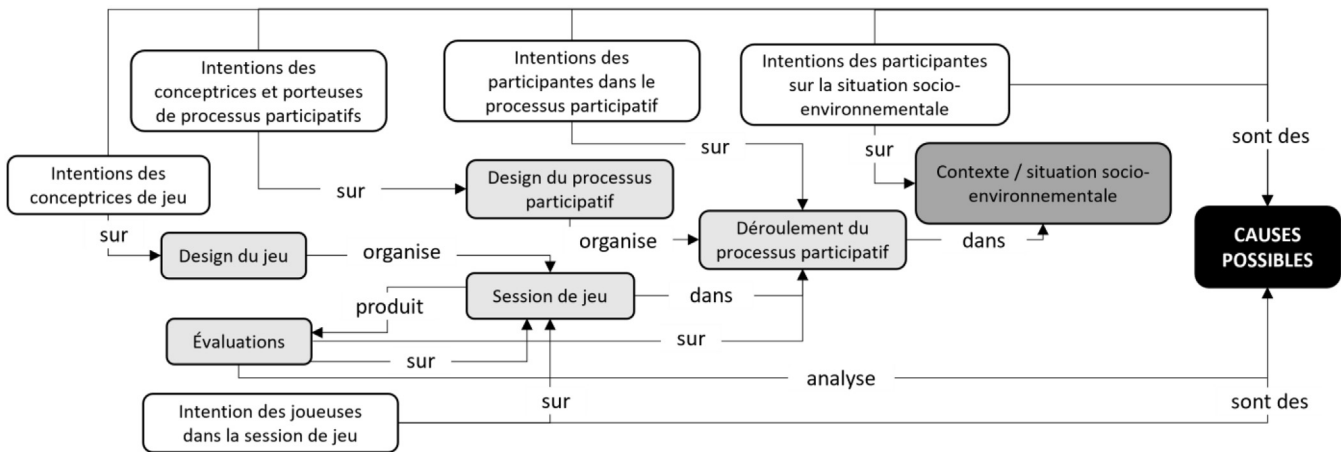 Intentions des
conceptrices et porteuses
de processus participatifs
Intentions des
participantes dans le
processus participatif
Intentions des participantes
sur la situation socio-
environnementale
sont des
sur
sur
Contexte / situation socio-
environnementale
Intentions des
conceptrices de jeu
sur
Design du processus
participatif
CAUSES
POSSIBLES
sur
Design du jeu
organise
organise
Déroulement du
processus participatif
dans
produit
Session de jeu
dans
Évaluations
sur
sur
analyse
Intention des joueuses
dans la session de jeu
sur
sont des